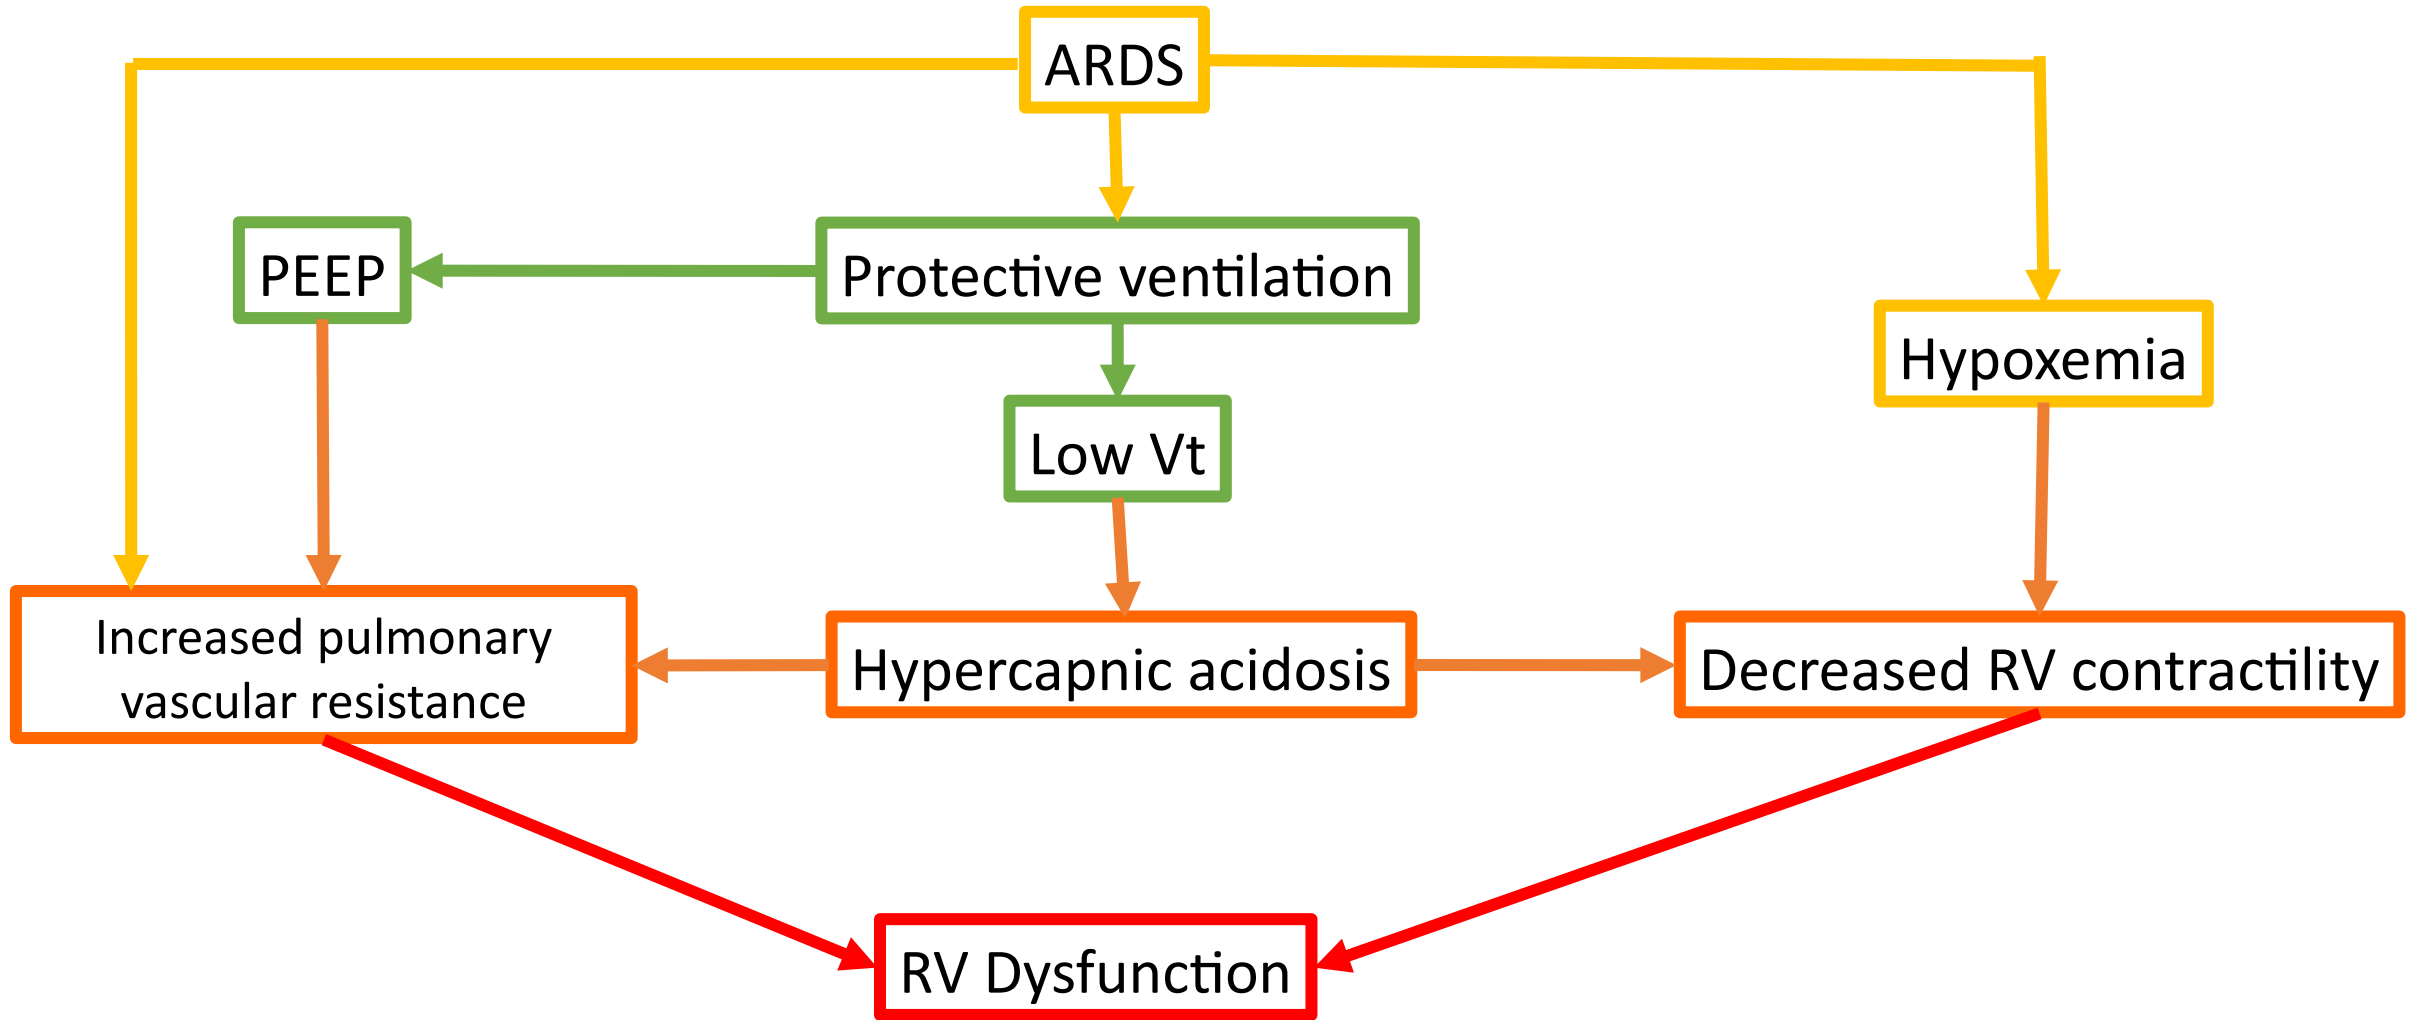 ARDS
PEEP
Protective ventilation
Hypoxemia
Low Vt
Increased pulmonary
vascular resistance
Hypercapnic acidosis
Decreased RV contractility
RV Dysfunction